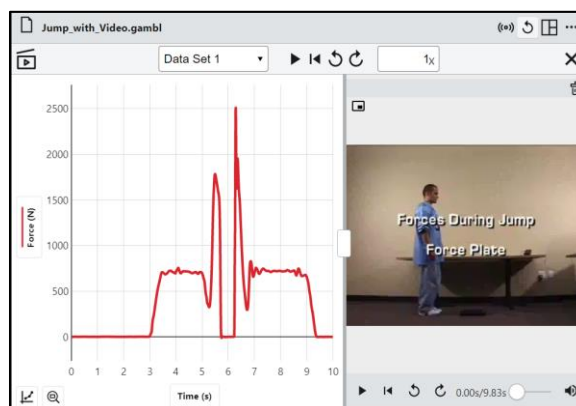 Jump_with_Video.gambl
Data Set 1
1x
2500
2000
1500
1000
500
0
Force (N)
0 1 2 3 4 5 6 7 8 9 10
Time (s)
Forces During Jump
Force Plate
0.00s/9.83s